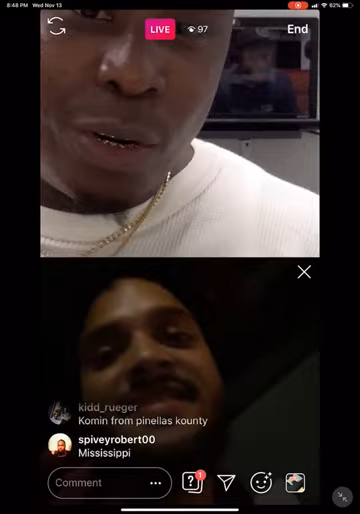 8:48 PM Wed Nov 13
62%
LIVE
97
End
kidd_rueger
Komin from pinellas kounty
spiveyrobert00
Mississippi
1
Comment